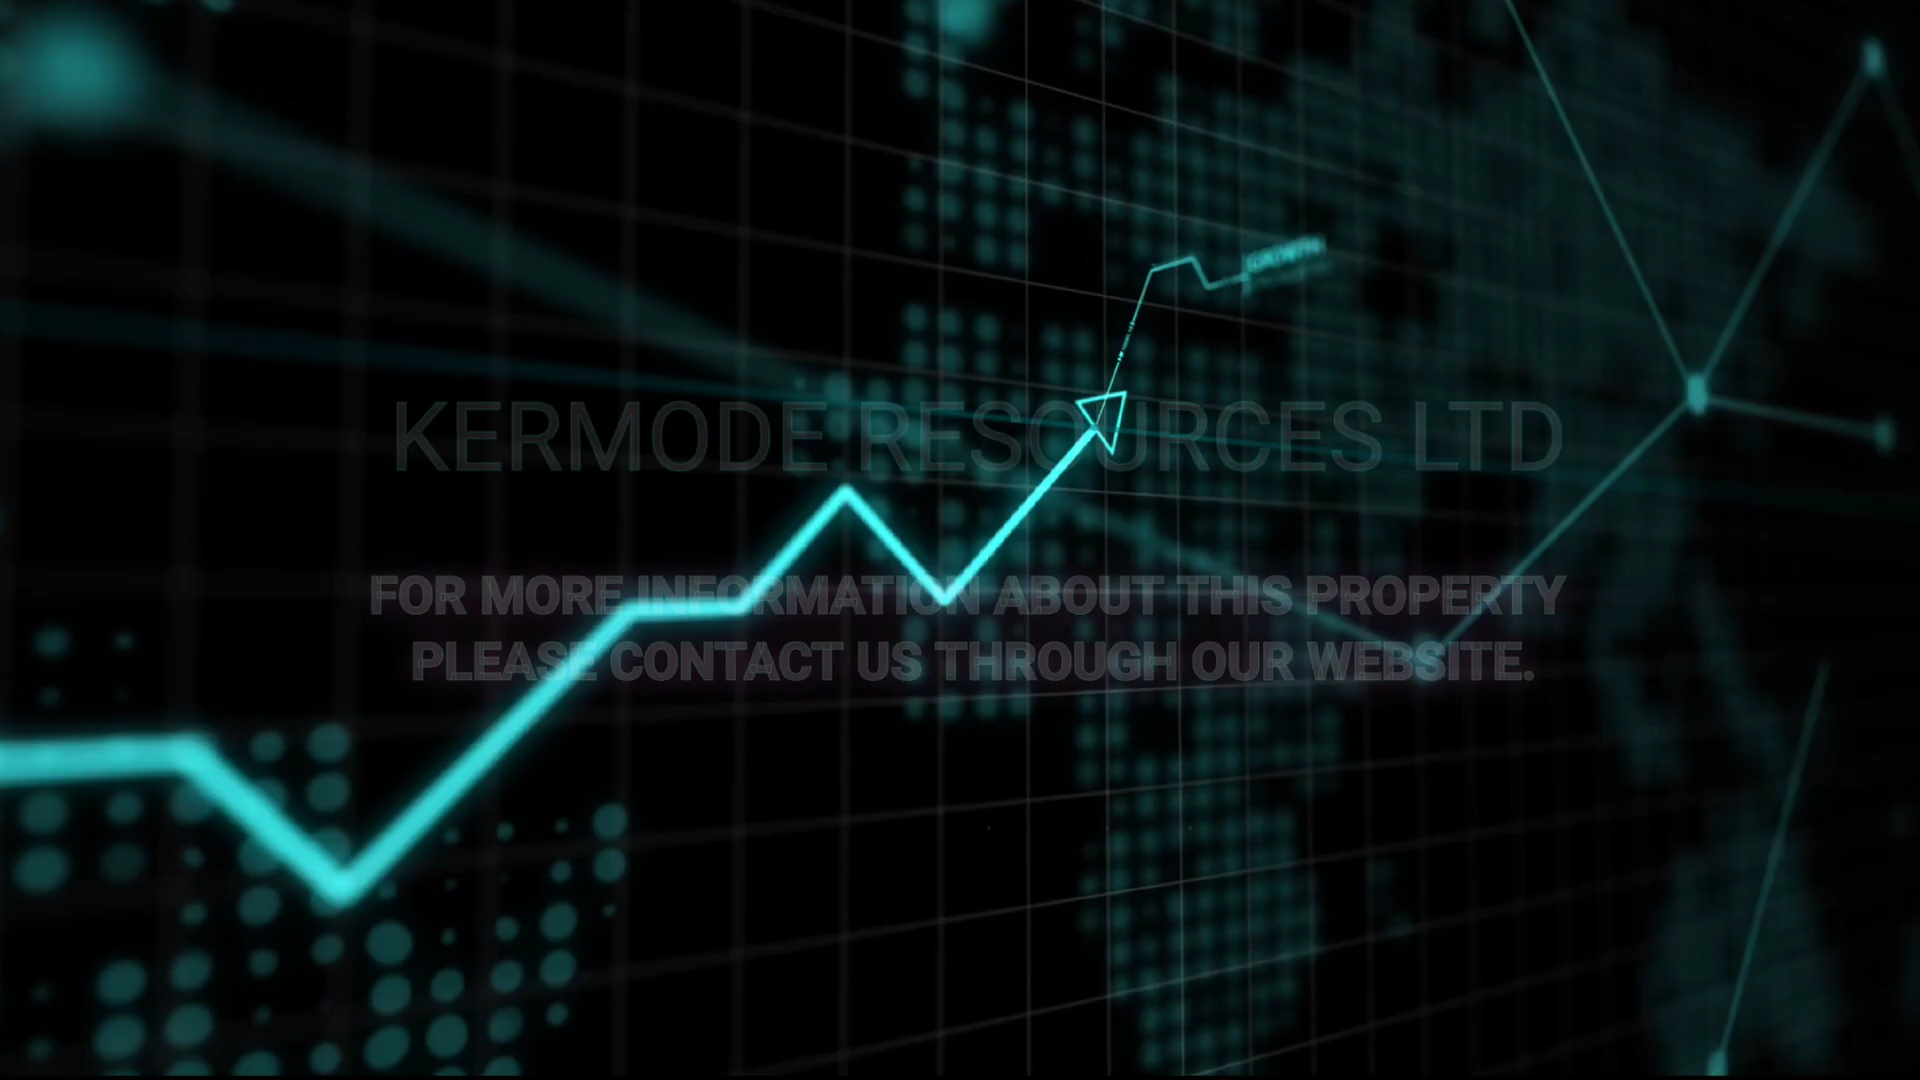 KERMODE RESOURCES LTD
FOR MORE INFORMATION ABOUT THIS PROPERTY
PLEASE CONTACT US THROUGH OUR WEBSITE.